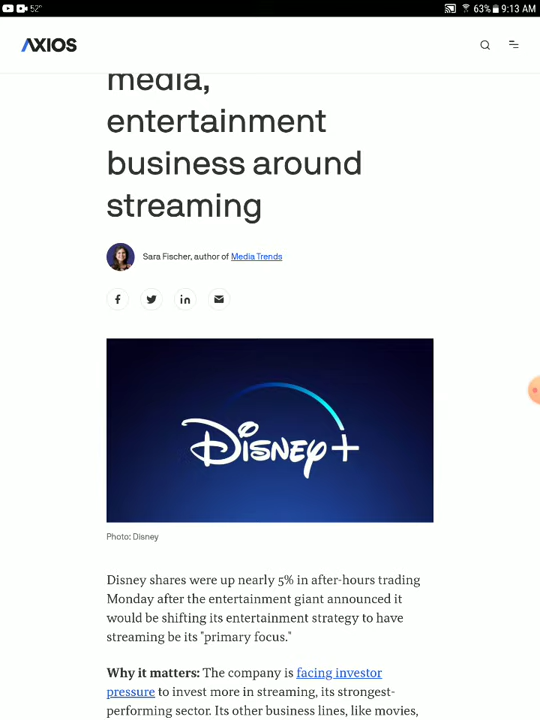 52°
63% 9:13 AM
AXIOS
media,
entertainment
business around
streaming
Sara Fischer, author of Media Trends
Disney+
Photo: Disney
Disney shares were up nearly 5% in after-hours trading
Monday after the entertainment giant announced it
would be shifting its entertainment strategy to have
streaming be its "primary focus."
Why it matters: The company is facing investor
pressure to invest more in streaming, its strongest-
performing sector. Its other business lines, like movies,